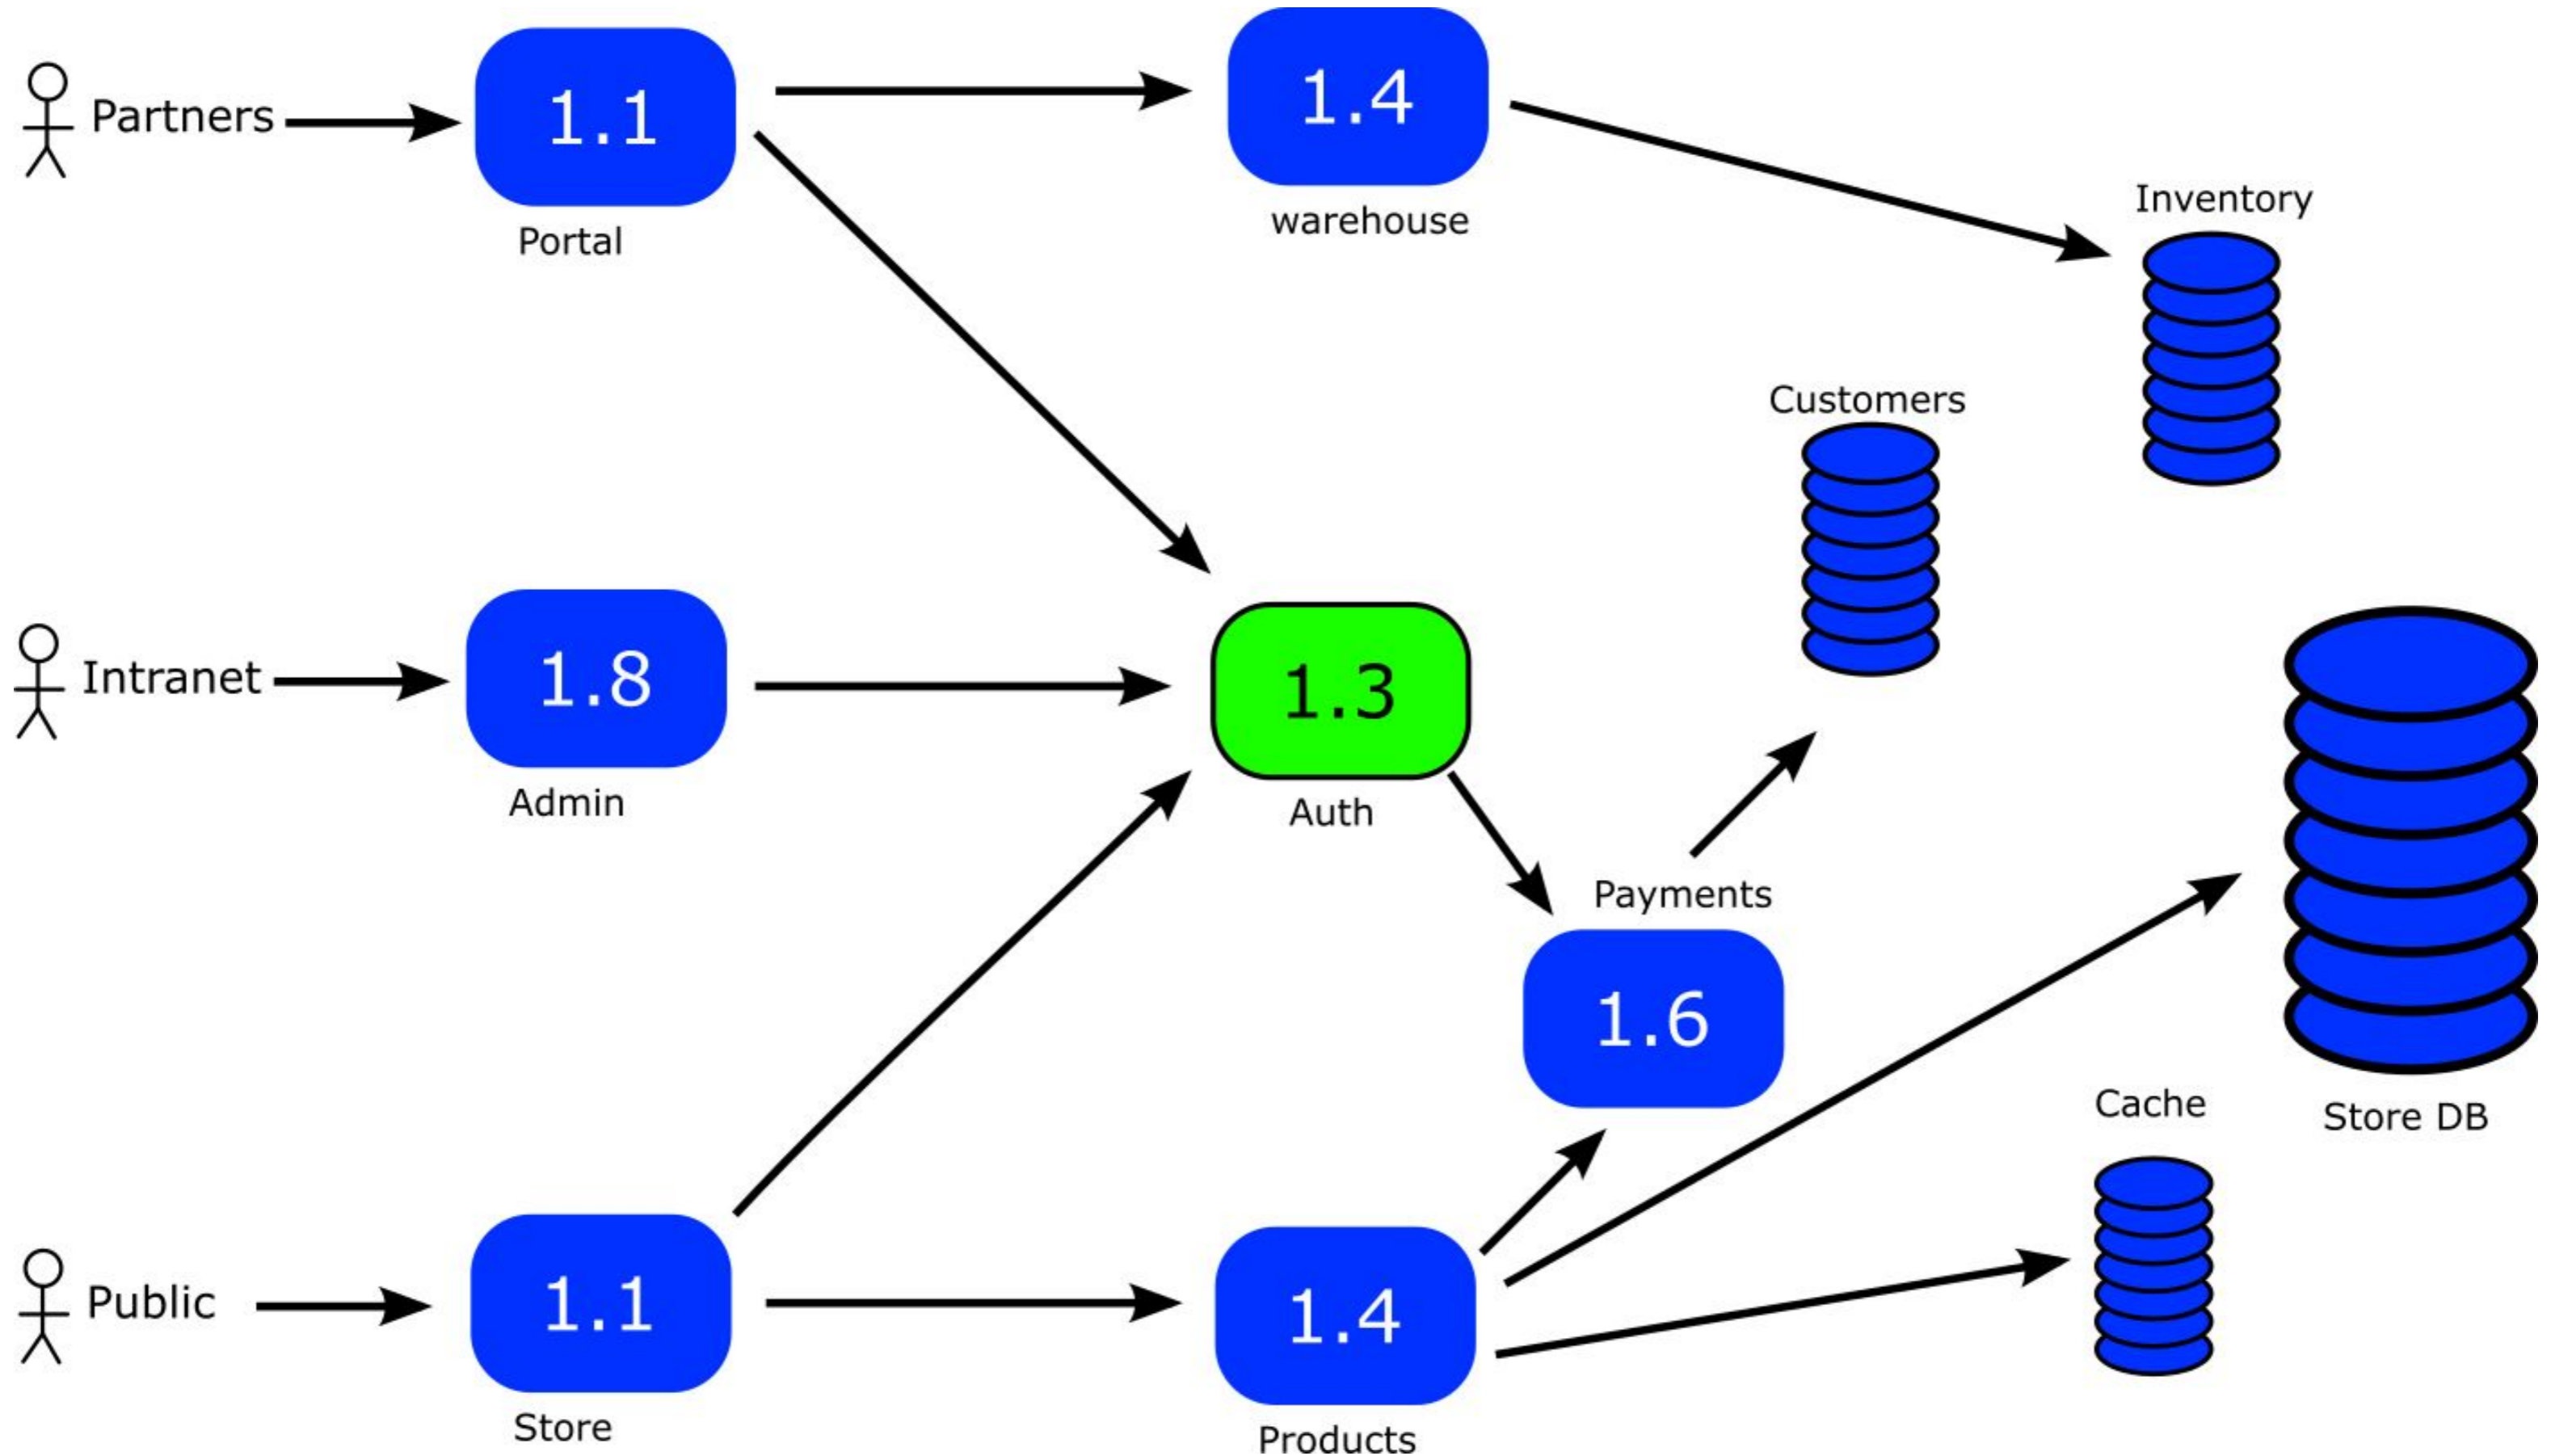 Partners
1.1
Portal
1.4
warehouse
Inventory
Customers
Intranet
1.8
Admin
1.3
Auth
Payments
1.6
Store DB
Cache
Public
1.1
Store
1.4
Products